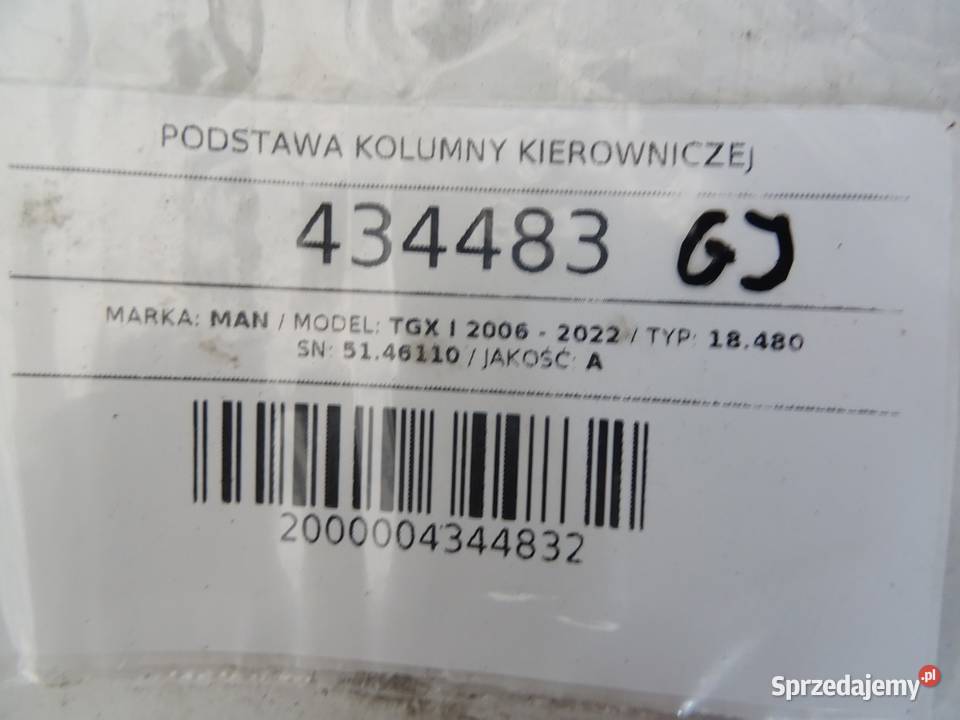 PODSTAWA KOLUMNY KIEROWNICZEJ
434483 GJ
MARKA: MAN / MODEL: TGX I 2006 - 2022 / TYP: 18.480
SN: 51.46110 / JAKOŚĆ: A
2000004344832
Sprzedajemy.pl